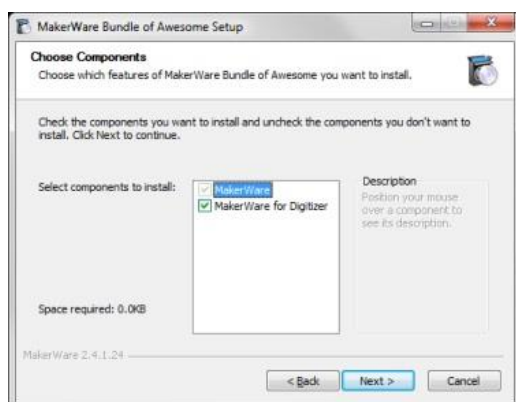 MakerWare Bundle of Awesome Setup
Choose Components
Choose which features of MakerWare Bundle of Awesome you want to install.
Check the components you want to install and uncheck the components you don't want to
install. Click Next to continue.
Select components to install:
MakerWare
MakerWare for Digitizer
Description
Position your mouse
over a component to
see its description.
Space required: 0.0KB
MakerWare 2.4.1.24
< Back
Next >
Cancel